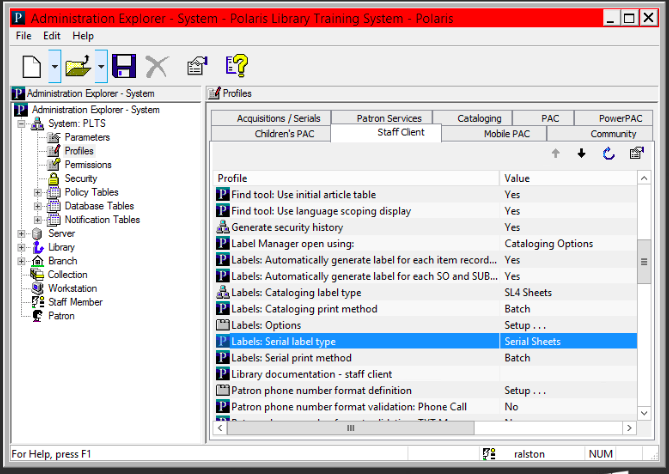 Administration Explorer - System - Polaris Library Training System - Polaris
File Edit Help
Administration Explorer - System
Profiles
Administration Explorer - System
System: PLTS
Parameters
Profiles
Permissions
Security
Policy Tables
Database Tables
Notification Tables
Server
Library
Branch
Collection
Workstation
Staff Member
Patron
Acquisitions / Serials Patron Services Cataloging PAC PowerPAC
Children's PAC Staff Client Mobile PAC Community
Profile Value
Find tool: Use initial article table Yes
Find tool: Use language scoping display Yes
Generate security history Yes
Label Manager open using: Cataloging Options
Labels: Automatically generate label for each item record... Yes
Labels: Automatically generate label for each SO and SUB... Yes
Labels: Cataloging label type SL4 Sheets
Labels: Cataloging print method Batch
Labels: Options Setup . . .
Labels: Serial label type Serial Sheets
Labels: Serial print method Batch
Library documentation - staff client
Patron phone number format definition Setup . . .
Patron phone number format validation: Phone Call No
For Help, press F1 ralston NUM